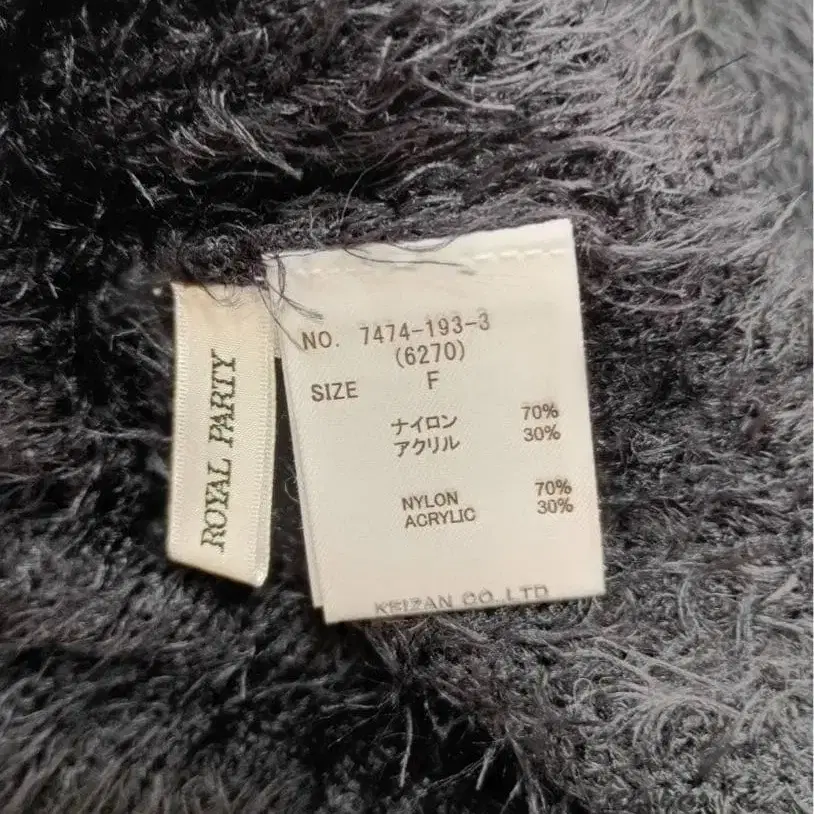 ROYAL PARTY
NO. 7474-193-3
(6270)
SIZE F
ナイロン 70%
アクリル 30%
NYLON 70%
ACRYLIC 30%
KEIZAN CO.,LTD